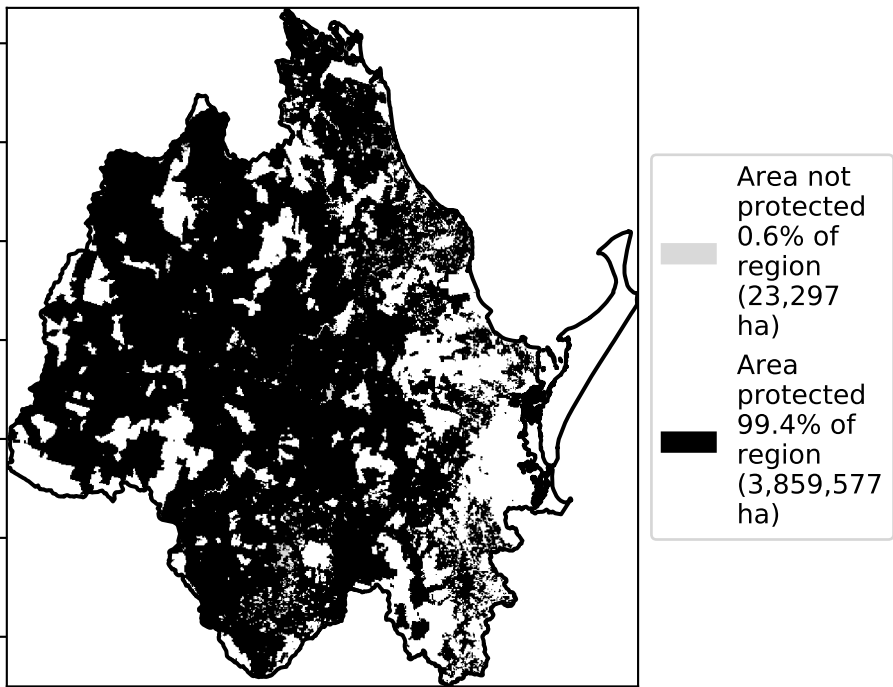 Area not
protected
0.6% of
region
(23,297
ha)
Area
protected
99.4% of
region
(3,859,577
ha)